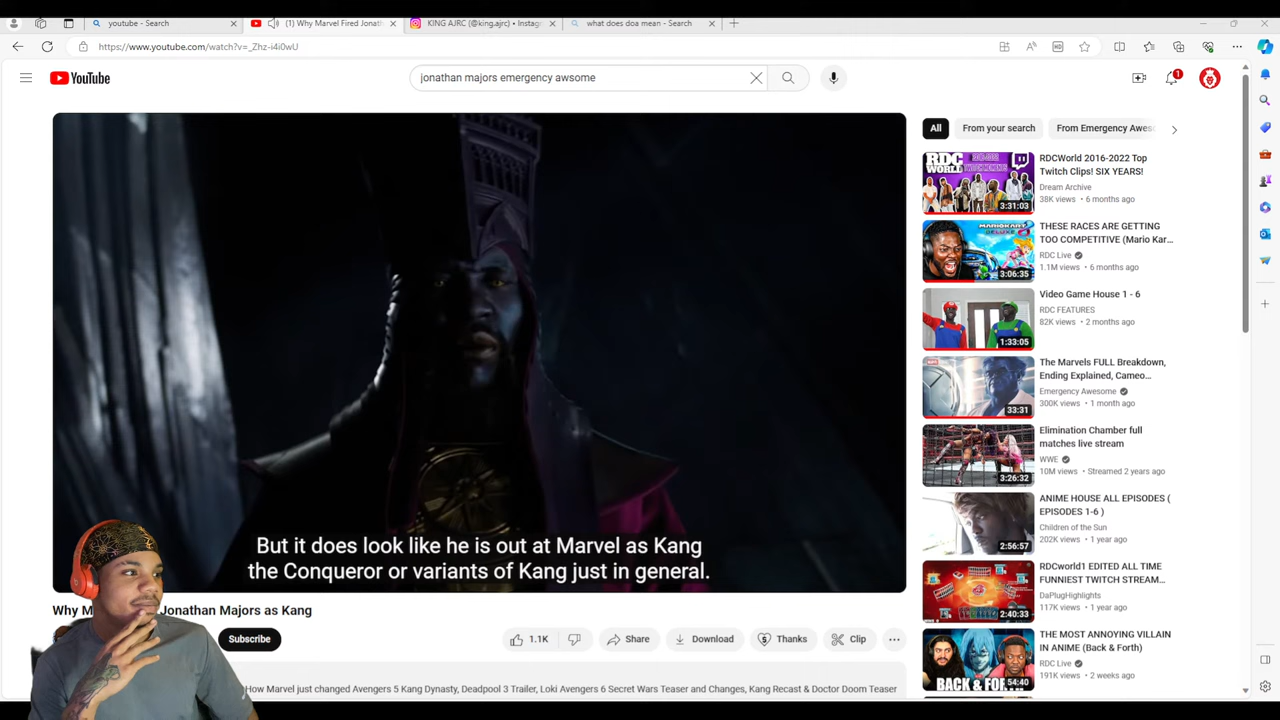 youtube - Search
(1) Why Marvel Fired Jonath
KING AJRC (@king.ajrc) • Instag
what does doa mean - Search
https://www.youtube.com/watch?v=_Zhz-i4i0wU
YouTube
jonathan majors emergency awsome
1
All
From your search
From Emergency Aweso
RDC WORLD
3:31:03
RDCWorld 2016-2022 Top
Twitch Clips! SIX YEARS!
Dream Archive
38K views • 6 months ago
3:06:35
THESE RACES ARE GETTING
TOO COMPETITIVE (Mario Kar...
RDC Live
1.1M views • 6 months ago
1:33:05
Video Game House 1 - 6
RDC FEATURES
82K views • 2 months ago
33:31
The Marvels FULL Breakdown,
Ending Explained, Cameo...
Emergency Awesome
300K views • 1 month ago
3:26:32
Elimination Chamber full
matches live stream
WWE
10M views • Streamed 2 years ago
2:56:57
ANIME HOUSE ALL EPISODES (
EPISODES 1-6 )
Children of the Sun
202K views • 1 year ago
2:40:33
RDCworld1 EDITED ALL TIME
FUNNIEST TWITCH STREAM...
DaPlugHighlights
117K views • 1 year ago
BACK & FOR
54:40
THE MOST ANNOYING VILLAIN
IN ANIME (Back & Forth)
RDC Live
191K views • 2 weeks ago
But it does look like he is out at Marvel as Kang
the Conqueror or variants of Kang just in general.
Why M Jonathan Majors as Kang
Subscribe
1.1K
Share
Download
Thanks
Clip
How Marvel just changed Avengers 5 Kang Dynasty, Deadpool 3 Trailer, Loki Avengers 6 Secret Wars Teaser and Changes, Kang Recast & Doctor Doom Teaser